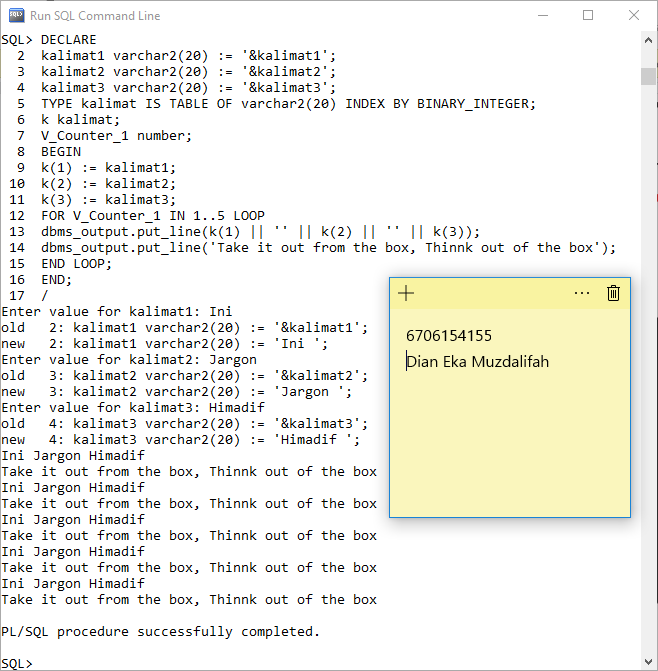 Run SQL Command Line
SQL> DECLARE
  2  kalimat1 varchar2(20) := '&kalimat1';
  3  kalimat2 varchar2(20) := '&kalimat2';
  4  kalimat3 varchar2(20) := '&kalimat3';
  5  TYPE kalimat IS TABLE OF varchar2(20) INDEX BY BINARY_INTEGER;
  6  k kalimat;
  7  V_Counter_1 number;
  8  BEGIN
  9  k(1) := kalimat1;
 10  k(2) := kalimat2;
 11  k(3) := kalimat3;
 12  FOR V_Counter_1 IN 1..5 LOOP
 13  dbms_output.put_line(k(1) || '' || k(2) || '' || k(3));
 14  dbms_output.put_line('Take it out from the box, Thinnk out of the box');
 15  END LOOP;
 16  END;
 17  /
Enter value for kalimat1: Ini
old   2: kalimat1 varchar2(20) := '&kalimat1';
new   2: kalimat1 varchar2(20) := 'Ini ';
Enter value for kalimat2: Jargon
old   3: kalimat2 varchar2(20) := '&kalimat2';
new   3: kalimat2 varchar2(20) := 'Jargon ';
Enter value for kalimat3: Himadif
old   4: kalimat3 varchar2(20) := '&kalimat3';
new   4: kalimat3 varchar2(20) := 'Himadif ';
Ini Jargon Himadif
Take it out from the box, Thinnk out of the box
Ini Jargon Himadif
Take it out from the box, Thinnk out of the box
Ini Jargon Himadif
Take it out from the box, Thinnk out of the box
Ini Jargon Himadif
Take it out from the box, Thinnk out of the box
Ini Jargon Himadif
Take it out from the box, Thinnk out of the box
PL/SQL procedure successfully completed.
SQL>
6706154155
Dian Eka Muzdalifah